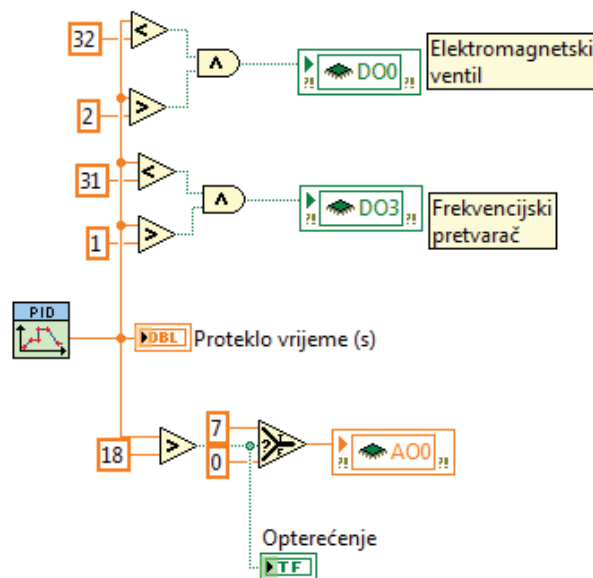 32
<
∧
?!
DO0
?!
Elektromagnetski
ventil
2
>
31
<
∧
?!
DO3
?!
Frekvencijski
pretvarač
1
>
PID
DBL
Proteklo vrijeme (s)
18
>
7
0
?
T
F
?!
AO0
?!
Opterećenje
TF